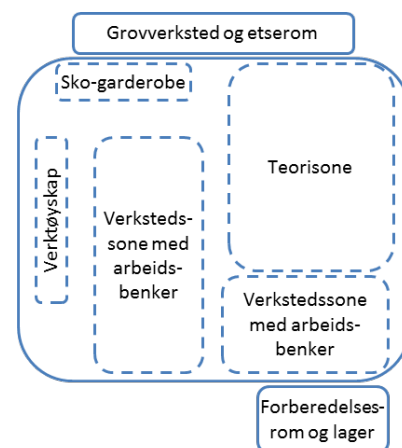 Grovverksted og etserom
Sko-garderobe
Teorisone
Verktøyskap
Verksteds-
sone med
arbeids-
benker
Verkstedssone
med arbeids-
benker
Forberedelses-
rom og lager